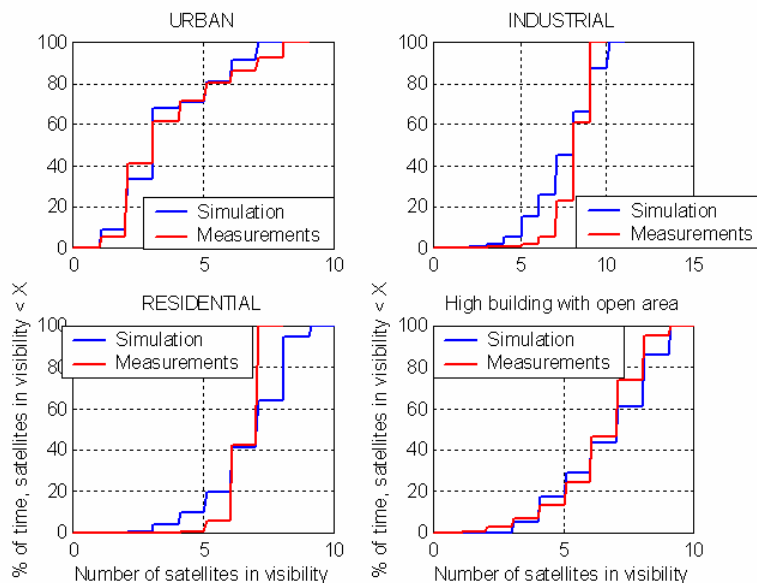 URBAN
INDUSTRIAL
100
80
60
40
20
0
Simulation
Measurements
0
5
10
100
80
60
40
20
0
Simulation
Measurements
0
5
10
15
RESIDENTIAL
High building with open area
% of time, satellites in visibility < X
100
80
60
40
20
0
Simulation
Measurements
0
5
10
Number of satellites in visibility
% of time, satellites in visibility < X
100
80
60
40
20
0
Simulation
Measurements
0
5
10
Number of satellites in visibility